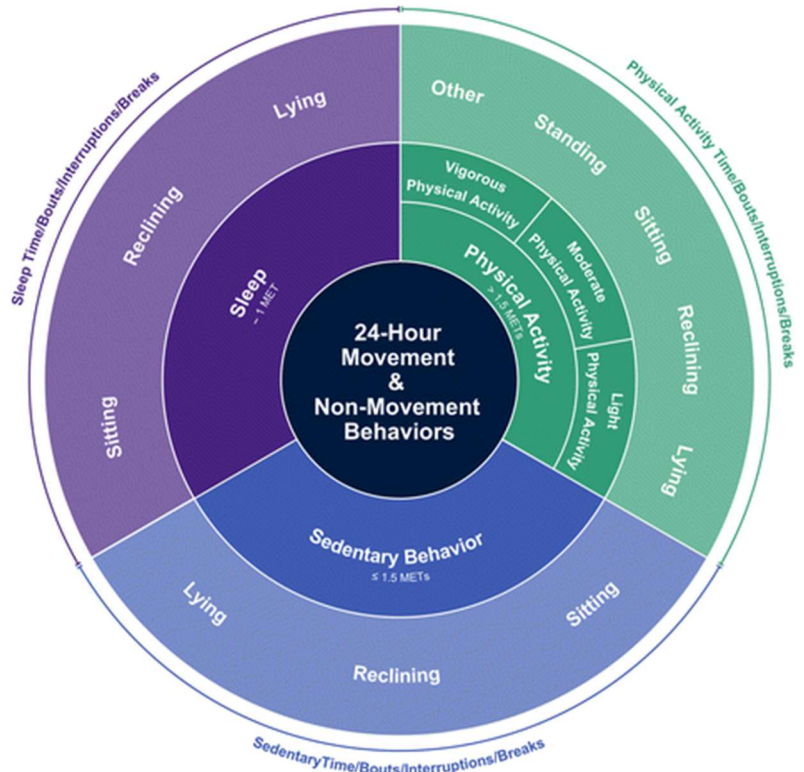 24-Hour
Movement
&
Non-Movement
Behaviors
Sleep
~ 1 MET
Lying
Reclining
Sitting
Sleep Time/Bouts/Interruptions/Breaks
Physical Activity
> 1.5 METs
Vigorous
Physical Activity
Moderate
Physical Activity
Light
Physical Activity
Other
Standing
Sitting
Reclining
Lying
Physical Activity Time/Bouts/Interruptions/Breaks
Sedentary Behavior
≤ 1.5 METs
Lying
Reclining
Sitting
SedentaryTime/Bouts/Interruptions/Breaks